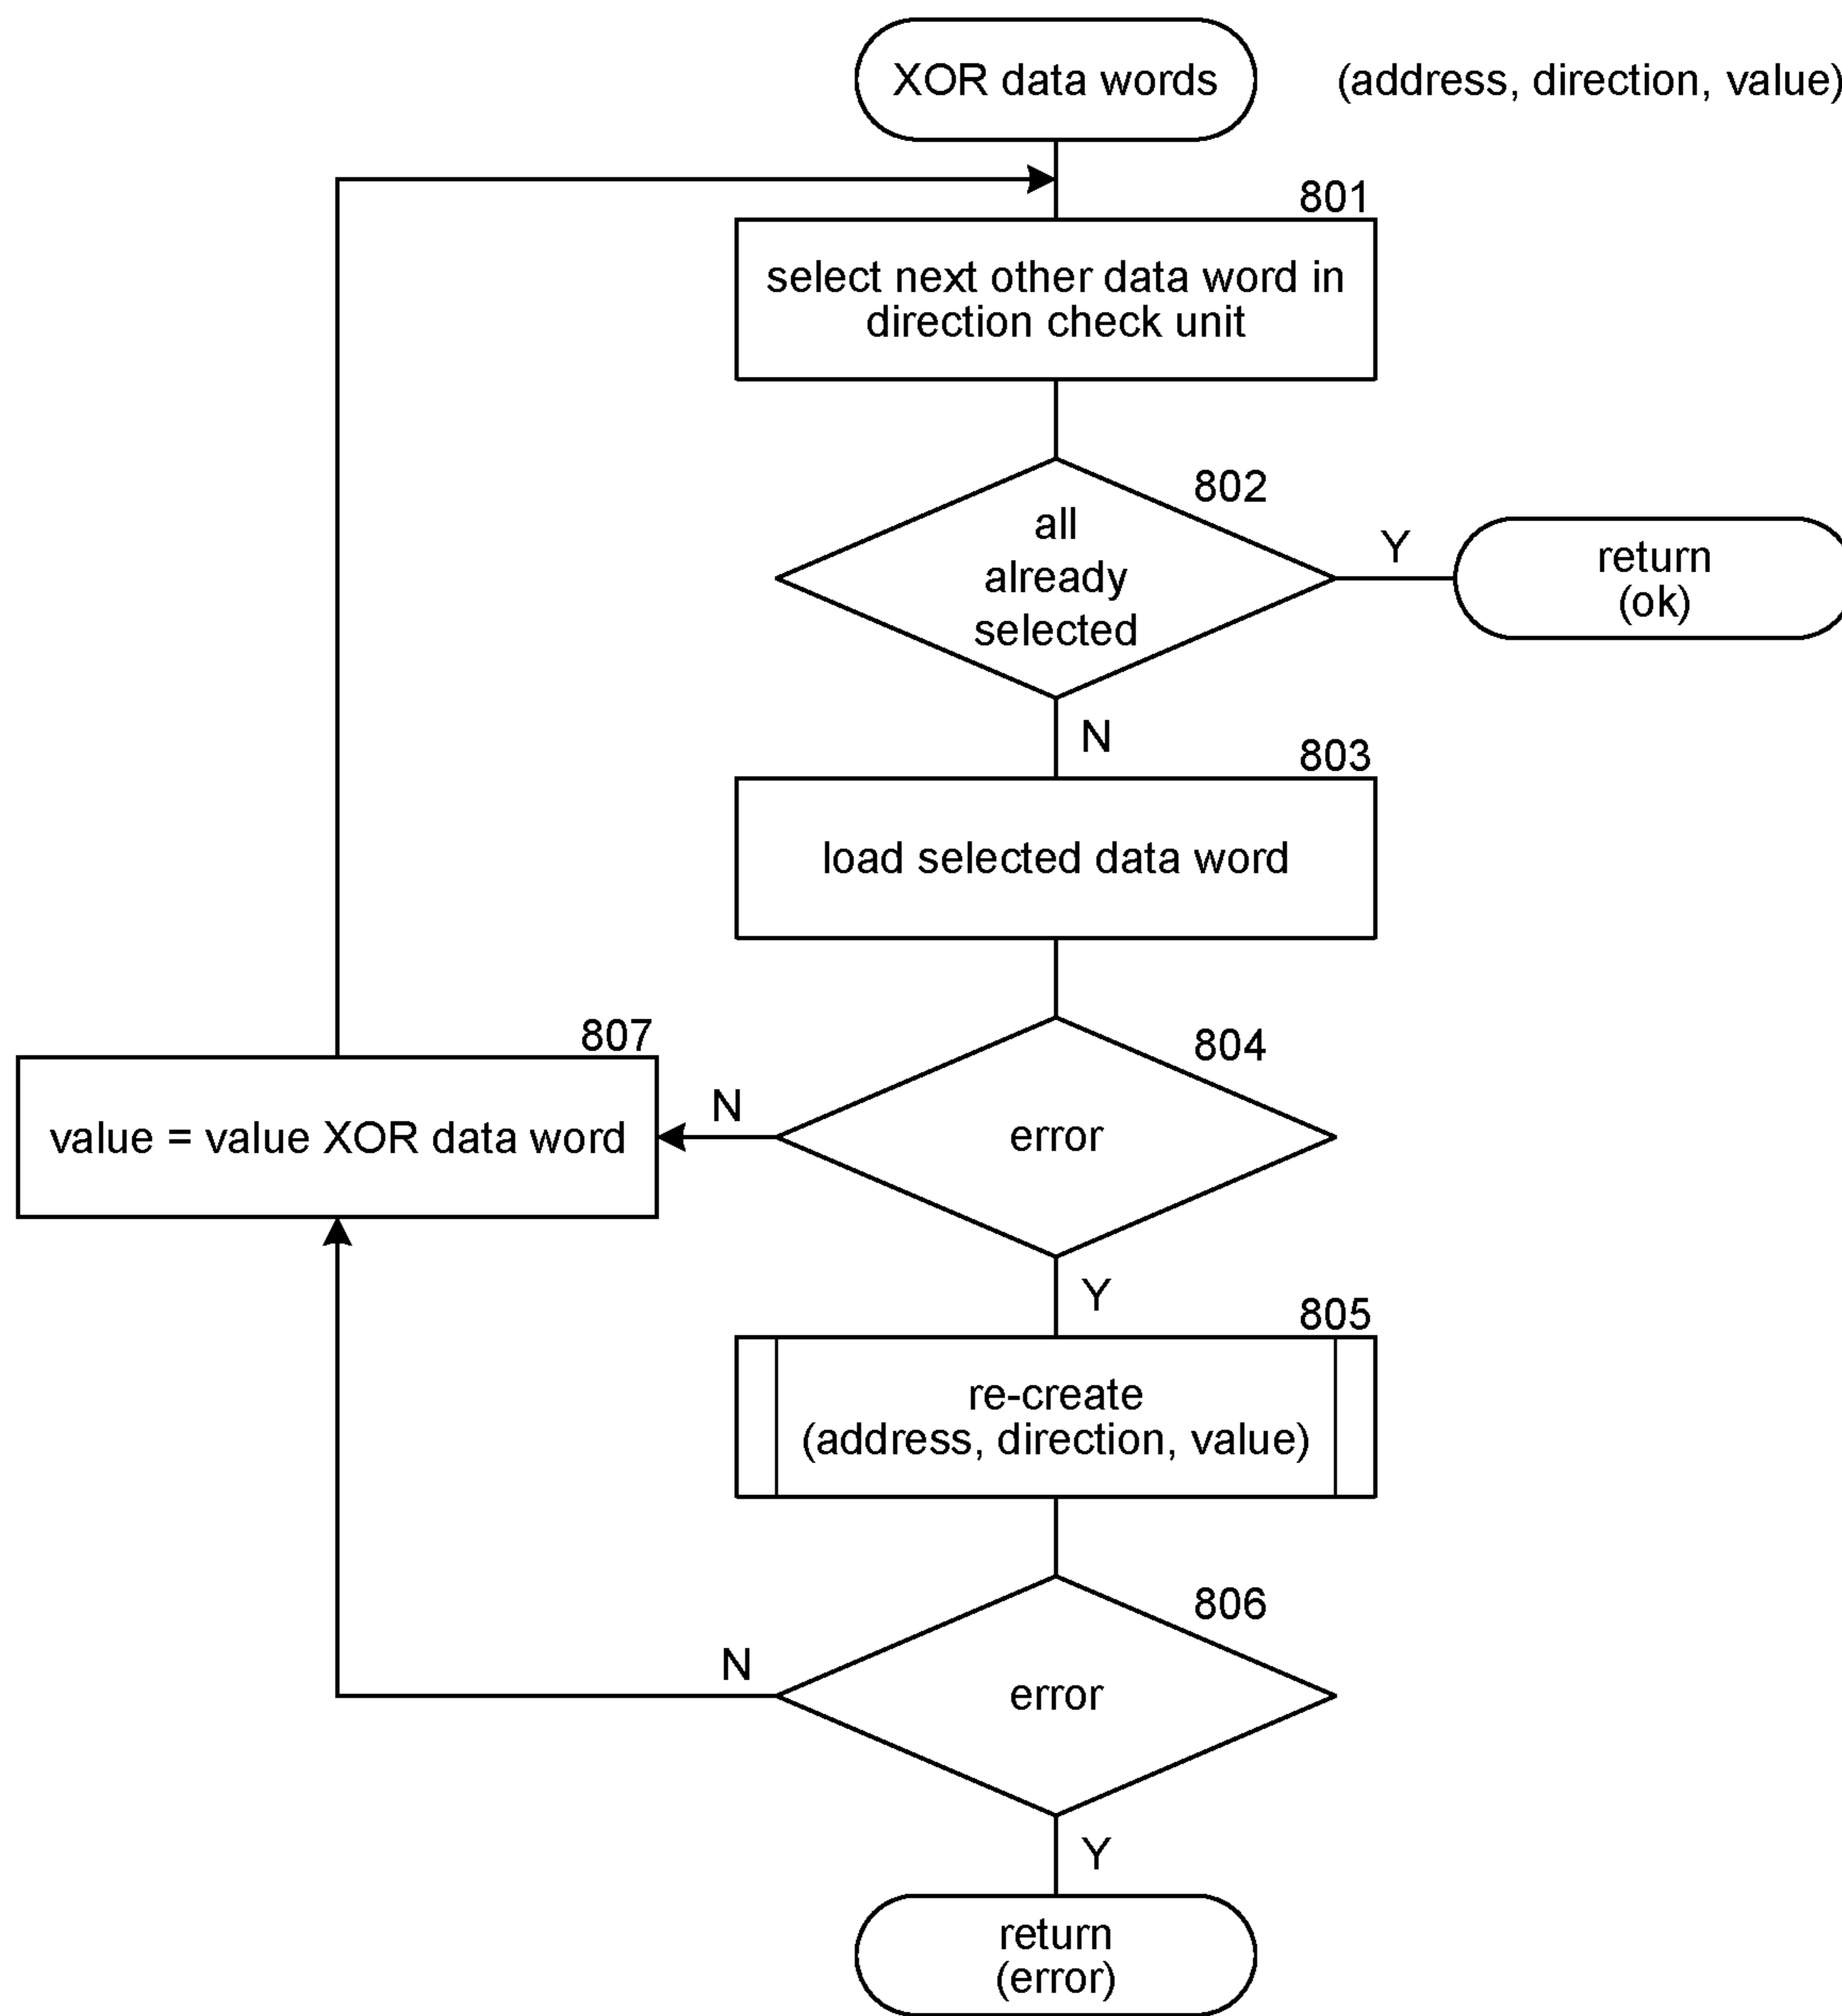 XOR data words
(address, direction, value)
801
select next other data word in
direction check unit
802
all
already
selected
Y
return
(ok)
N
803
load selected data word
807
value = value XOR data word
N
804
error
Y
805
re-create
(address, direction, value)
806
N
error
Y
return
(error)